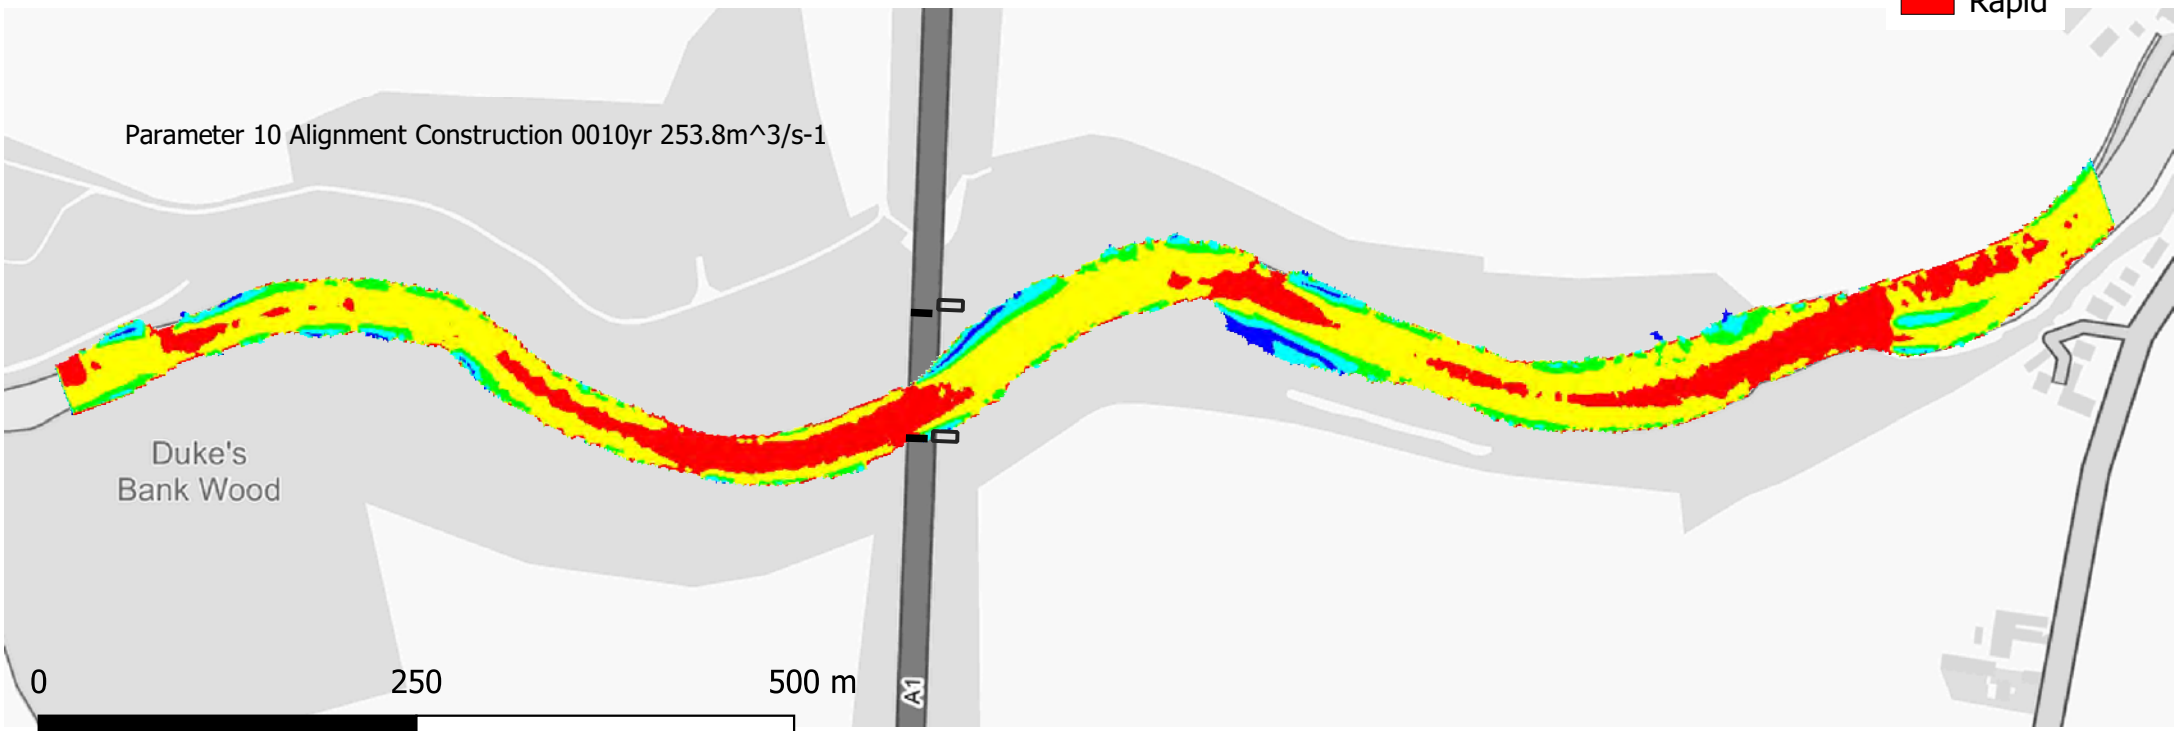 Rapid
Parameter 10 Alignment Construction 0010yr 253.8m^3/s-1
Duke's
Bank Wood
0 250 500 m
A1